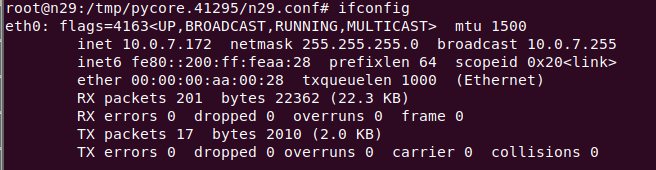 root@n29:/tmp/pycore.41295/n29.conf# ifconfig
eth0: flags=4163<UP,BROADCAST,RUNNING,MULTICAST>  mtu 1500
        inet 10.0.7.172  netmask 255.255.255.0  broadcast 10.0.7.255
        inet6 fe80::200:ff:feaa:28  prefixlen 64  scopeid 0x20<link>
        ether 00:00:00:aa:00:28  txqueuelen 1000  (Ethernet)
        RX packets 201  bytes 22362 (22.3 KB)
        RX errors 0  dropped 0  overruns 0  frame 0
        TX packets 17  bytes 2010 (2.0 KB)
        TX errors 0  dropped 0 overruns 0  carrier 0  collisions 0